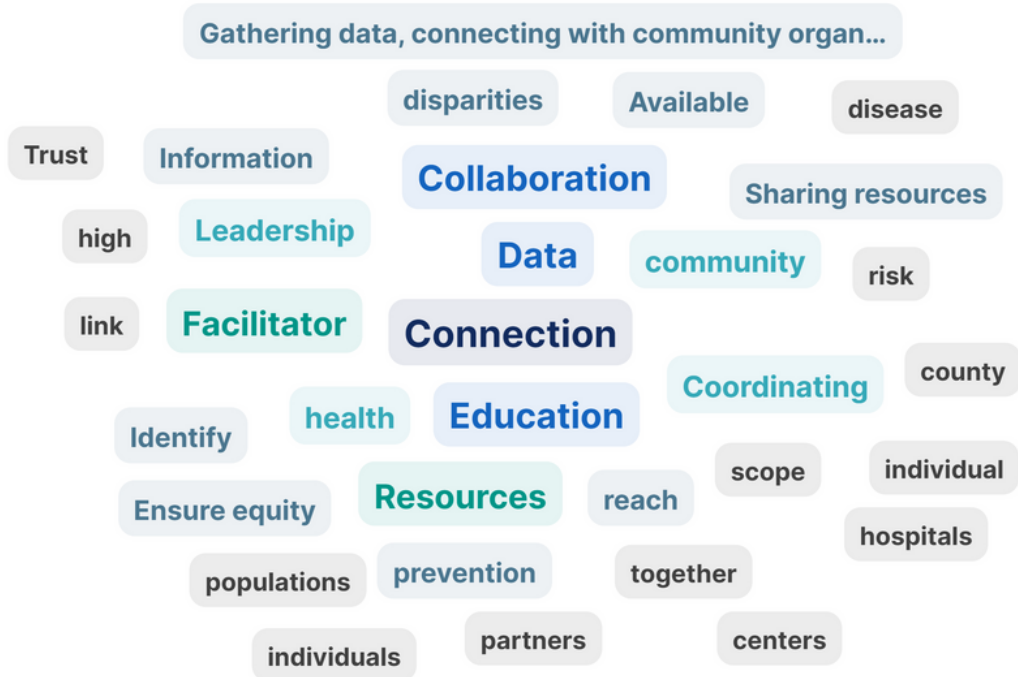 Gathering data, connecting with community organ...
disparities
Available
disease
Trust
Information
Collaboration
Sharing resources
high
Leadership
Data
community
risk
link
Facilitator
Connection
county
Coordinating
health
Education
Identify
scope
individual
Ensure equity
Resources
reach
hospitals
populations
prevention
together
individuals
partners
centers